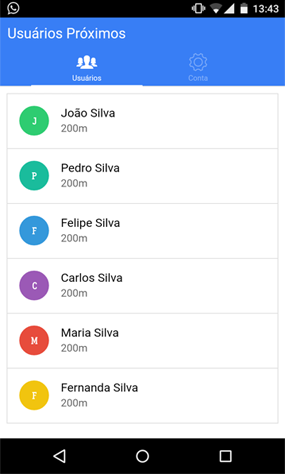 13:43
Usuários Próximos
Usuários
Conta
J
João Silva
200m
P
Pedro Silva
200m
F
Felipe Silva
200m
C
Carlos Silva
200m
M
Maria Silva
200m
F
Fernanda Silva
200m